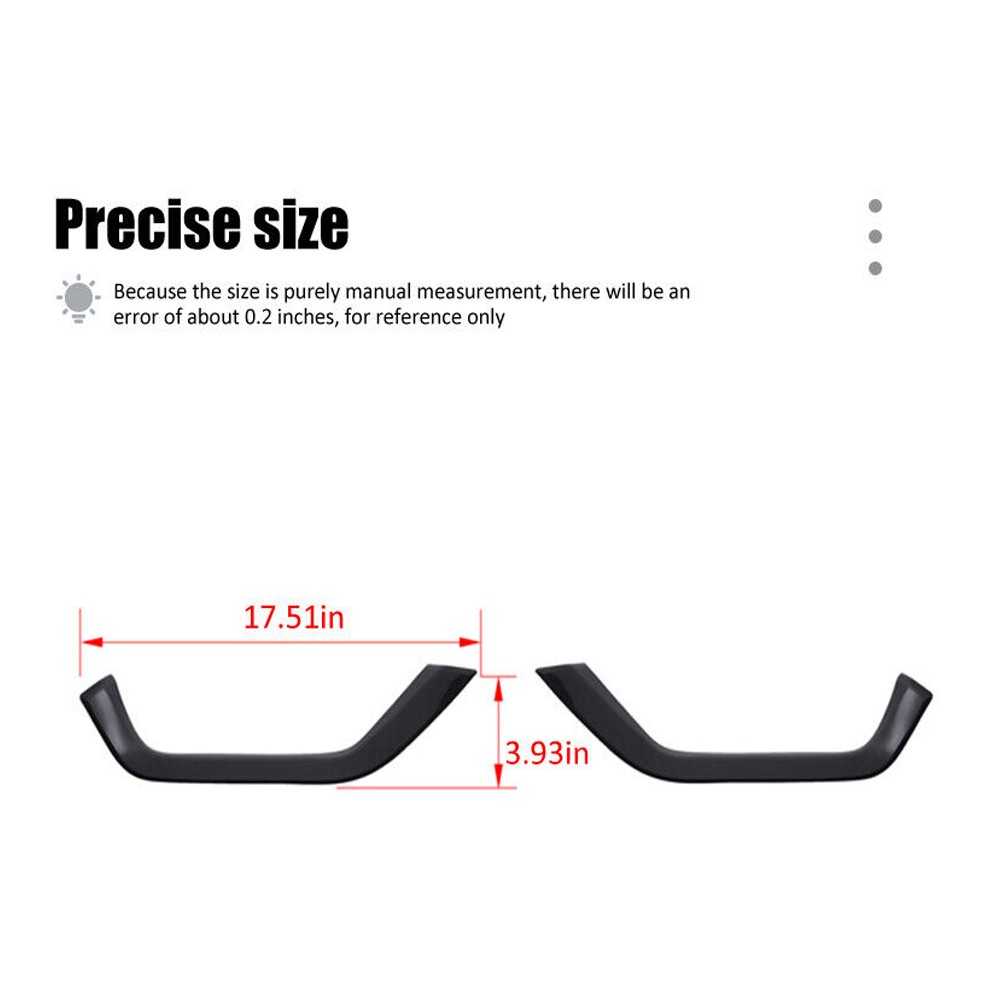 Precise size
Because the size is purely manual measurement, there will be an
error of about 0.2 inches, for reference only
17.51in
3.93in